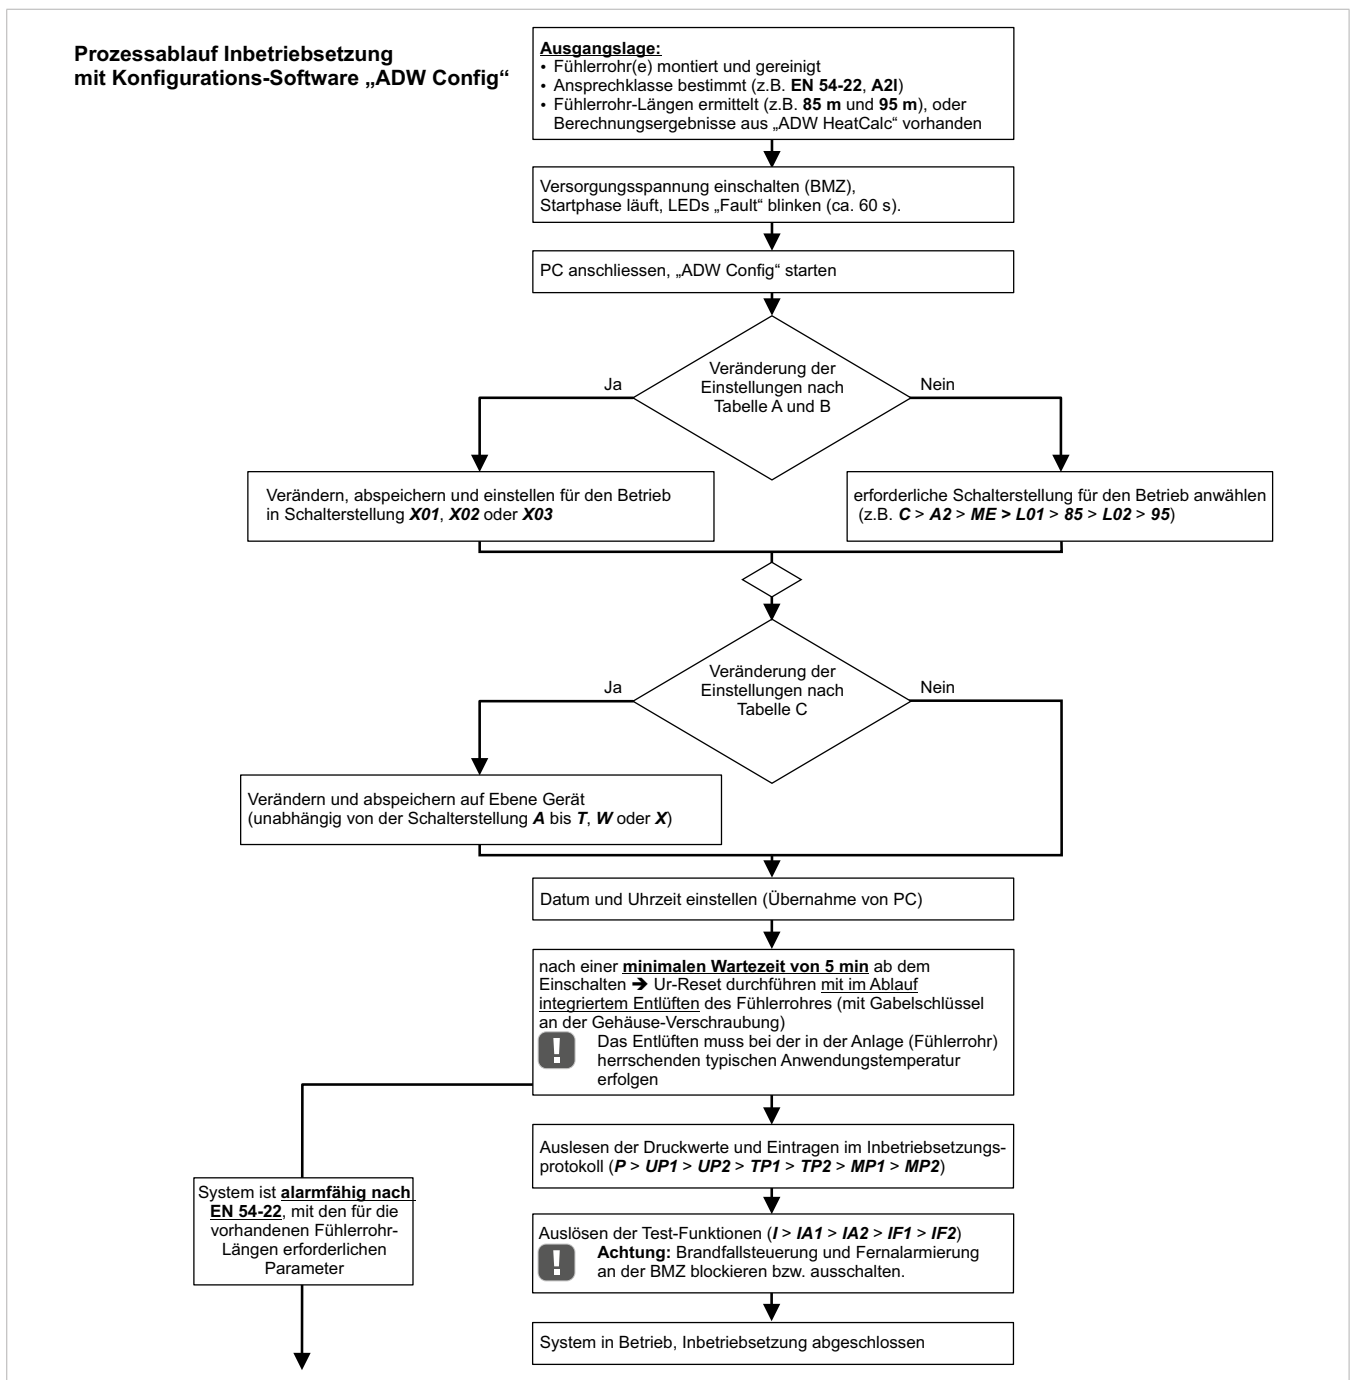 Prozessablauf Inbetriebsetzung
mit Konfigurations-Software „ADW Config“
Ausgangslage:
• Fühlerrohr(e) montiert und gereinigt
• Ansprechklasse bestimmt (z.B. EN 54-22, A2I)
• Fühlerrohr-Längen ermittelt (z.B. 85 m und 95 m), oder
Berechnungsergebnisse aus „ADW HeatCalc“ vorhanden
Versorgungsspannung einschalten (BMZ),
Startphase läuft, LEDs „Fault“ blinken (ca. 60 s).
PC anschliessen, „ADW Config“ starten
Veränderung der
Einstellungen nach
Tabelle A und B
Ja
Nein
Verändern, abspeichern und einstellen für den Betrieb
in Schalterstellung X01, X02 oder X03
erforderliche Schalterstellung für den Betrieb anwählen
(z.B. C > A2 > ME > L01 > 85 > L02 > 95)
Veränderung der
Einstellungen nach
Tabelle C
Ja
Nein
Verändern und abspeichern auf Ebene Gerät
(unabhängig von der Schalterstellung A bis T, W oder X)
Datum und Uhrzeit einstellen (Übernahme von PC)
nach einer minimalen Wartezeit von 5 min ab dem
Einschalten ➔ Ur-Reset durchführen mit im Ablauf
integriertem Entlüften des Fühlerrohres (mit Gabelschlüssel
an der Gehäuse-Verschraubung)
! Das Entlüften muss bei der in der Anlage (Fühlerrohr)
herrschenden typischen Anwendungstemperatur
erfolgen
Auslesen der Druckwerte und Eintragen im Inbetriebsetzungs-
protokoll (P > UP1 > UP2 > TP1 > TP2 > MP1 > MP2)
System ist alarmfähig nach
EN 54-22, mit den für die
vorhandenen Fühlerrohr-
Längen erforderlichen
Parameter
Auslösen der Test-Funktionen (I > IA1 > IA2 > IF1 > IF2)
! Achtung: Brandfallsteuerung und Fernalarmierung
an der BMZ blockieren bzw. ausschalten.
System in Betrieb, Inbetriebsetzung abgeschlossen